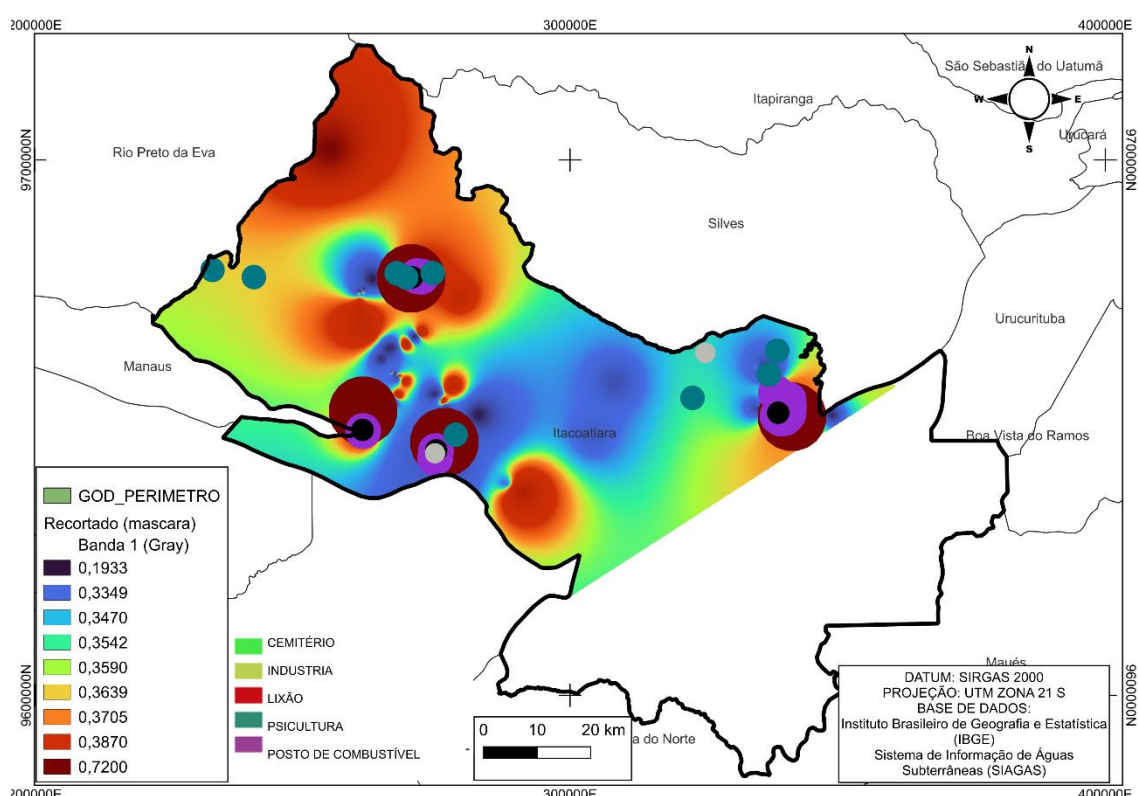 200000E
300000E
400000E
N
São Sebastião do Uatumã
Itapiranga
W
E
S
Urucará
9700000N
Rio Preto da Eva
9700000N
Silves
Urucurituba
Manaus
Itacoatiara
Boa Vista do Ramos
GOD_PERIMETRO
Recortado (mascara)
Banda 1 (Gray)
0,1933
0,3349
0,3470
0,3542
0,3590
0,3639
0,3705
0,3870
0,7200
CEMITÉRIO
INDUSTRIA
LIXÃO
PSICULTURA
POSTO DE COMBUSTÍVEL
0 10 20 km
a do Norte
Maués
DATUM: SIRGAS 2000
PROJEÇÃO: UTM ZONA 21 S
BASE DE DADOS:
Instituto Brasileiro de Geografia e Estatística
(IBGE)
Sistema de Informação de Águas
Subterrâneas (SIAGAS)
9600000N
9600000N
200000E
300000E
400000E